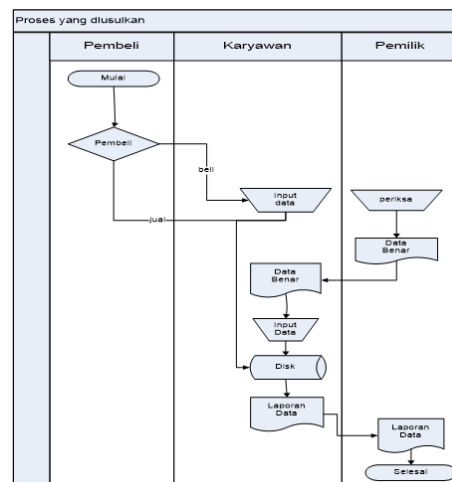 Proses yang diusulkan
Pembeli
Karyawan
Pemilik
Mulai
Pembeli
beli
jual
Input
data
periksa
Data
Benar
Data
Benar
Input
Data
Disk
Laporan
Data
Laporan
Data
Selesai